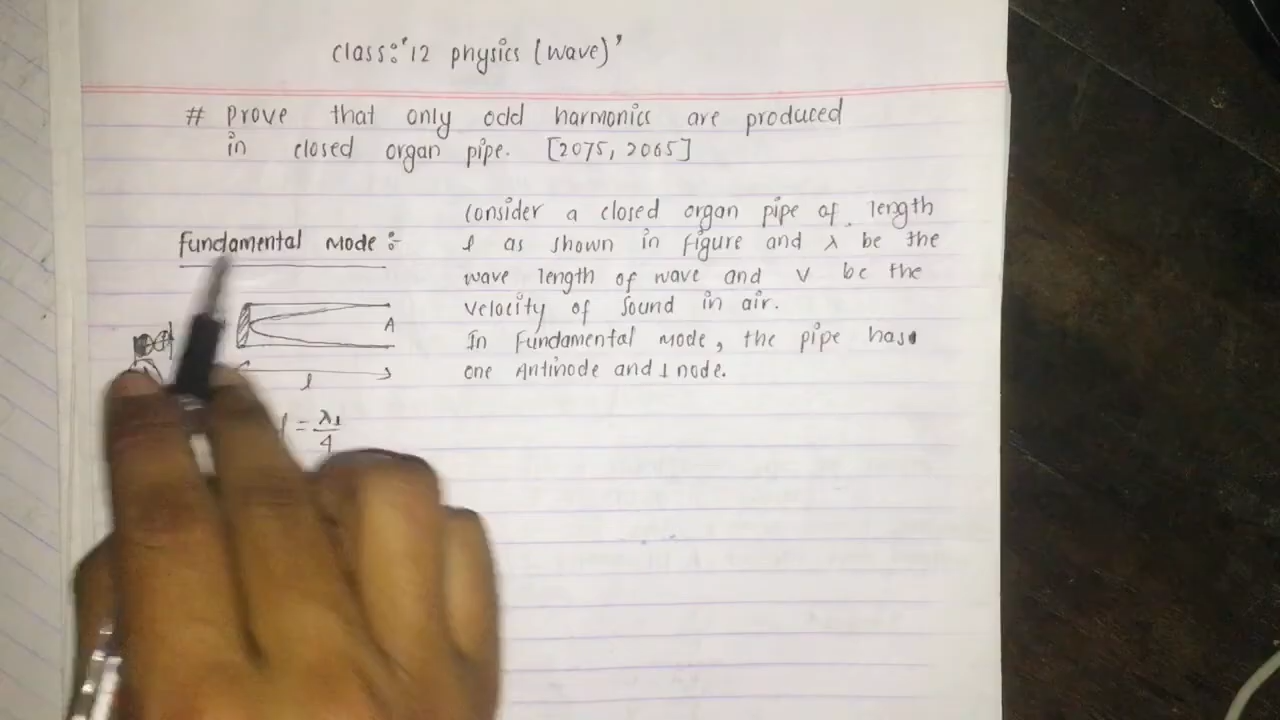 class:'12 physics (wave)'
# Prove that only odd harmonics are produced
in closed organ pipe. [2075, 2065]
Consider a closed organ pipe of length
Fundamental Mode :- l as shown in figure and λ be the
wave length of wave and v be the
velocity of sound in air.
A In Fundamental Mode, the pipe has
one Antinode and 1 node.
l
l = λ1/4